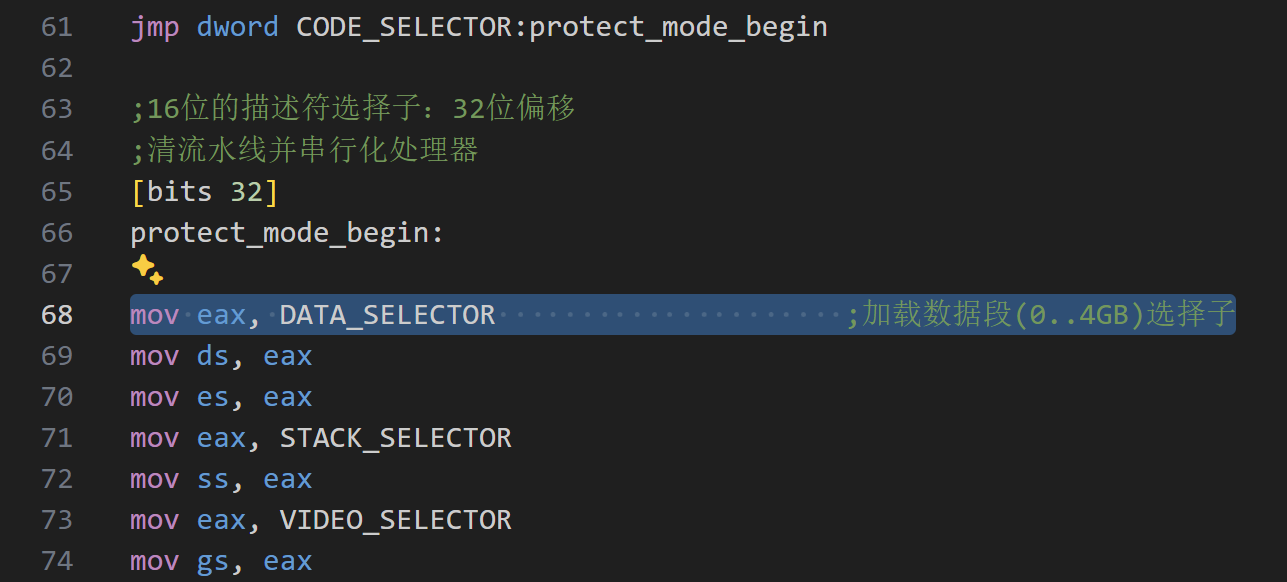 61 jmp dword CODE_SELECTOR:protect_mode_begin
62
63 ;16位的描述符选择子：32位偏移
64 ;清流水线并串行化处理器
65 [bits 32]
66 protect_mode_begin:
67
68 mov eax, DATA_SELECTOR ;加载数据段(0..4GB)选择子
69 mov ds, eax
70 mov es, eax
71 mov eax, STACK_SELECTOR
72 mov ss, eax
73 mov eax, VIDEO_SELECTOR
74 mov gs, eax